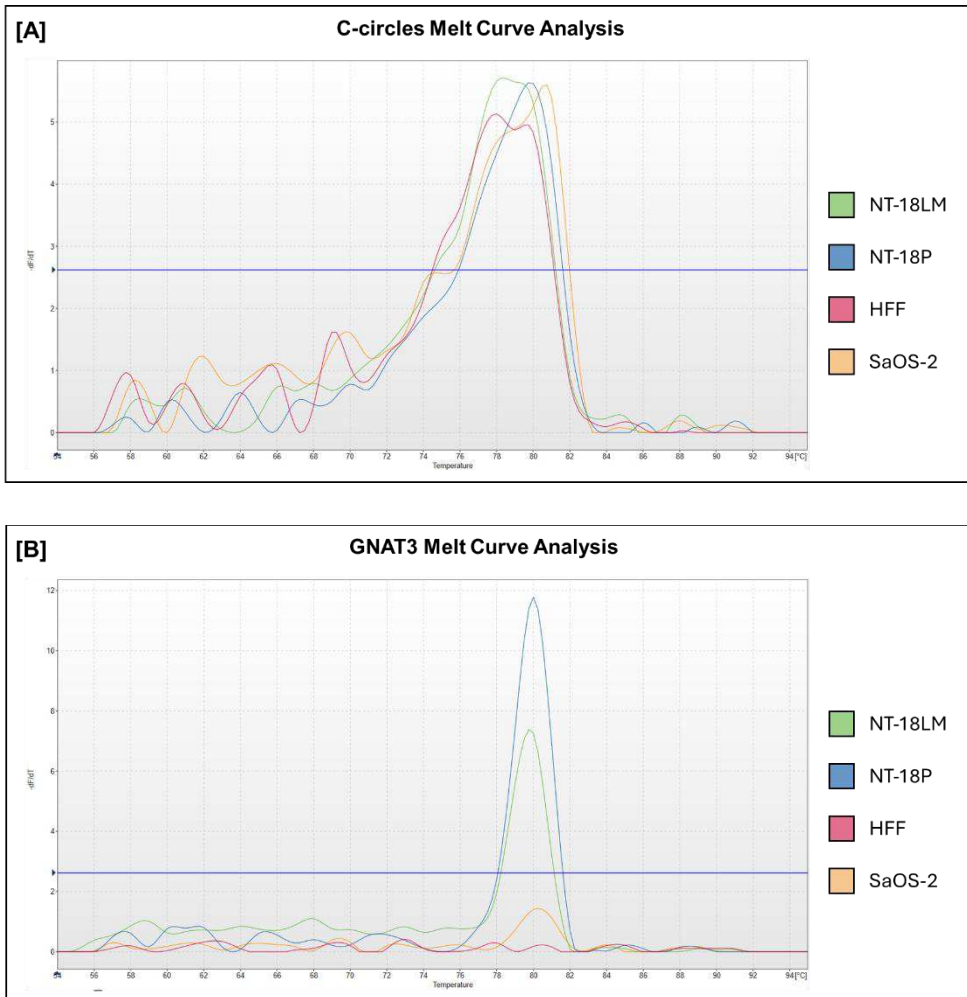 [A]
C-circles Melt Curve Analysis
-dF/dT
5
4
3
2
1
0
54 56 58 60 62 64 66 68 70 72 74 76 78 80 82 84 86 88 90 92 94 [°C]
Temperature
NT-18LM
NT-18P
HFF
SaOS-2
[B]
GNAT3 Melt Curve Analysis
-dF/dT
12
10
8
6
4
2
0
54 56 58 60 62 64 66 68 70 72 74 76 78 80 82 84 86 88 90 92 94 [°C]
Temperature
NT-18LM
NT-18P
HFF
SaOS-2